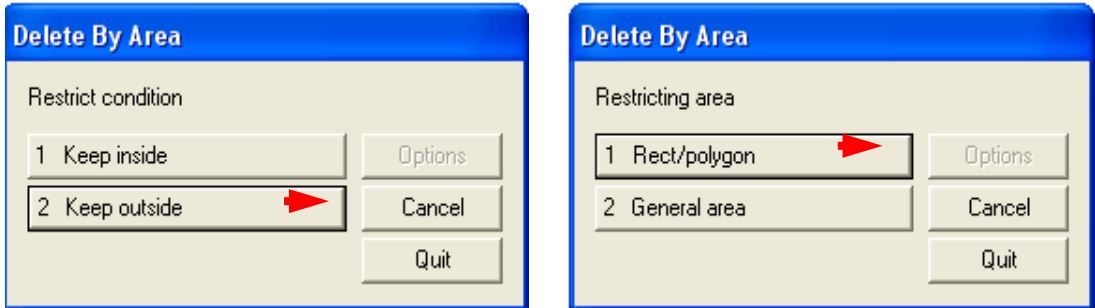 Delete By Area
Restrict condition
1 Keep inside
Options
2 Keep outside
Cancel
Quit
Delete By Area
Restricting area
1 Rect/polygon
Options
2 General area
Cancel
Quit